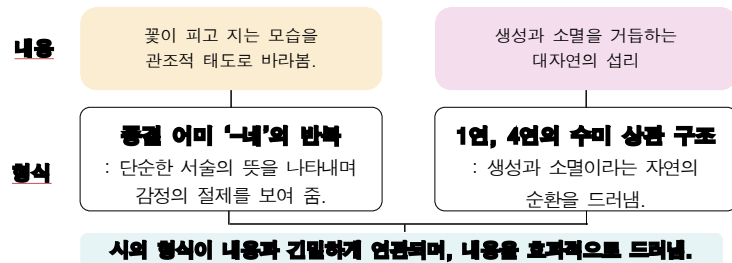 내용
꽃이 피고 지는 모습을
관조적 태도로 바라봄.
생성과 소멸을 거듭하는
대자연의 섭리
형식
종결 어미 ‘–네’의 반복
: 단순한 서술의 뜻을 나타내며
감정의 절제를 보여 줌.
1연, 4연의 수미 상관 구조
: 생성과 소멸이라는 자연의
순환을 드러냄.
시의 형식이 내용과 긴밀하게 연관되며, 내용을 효과적으로 드러냄.